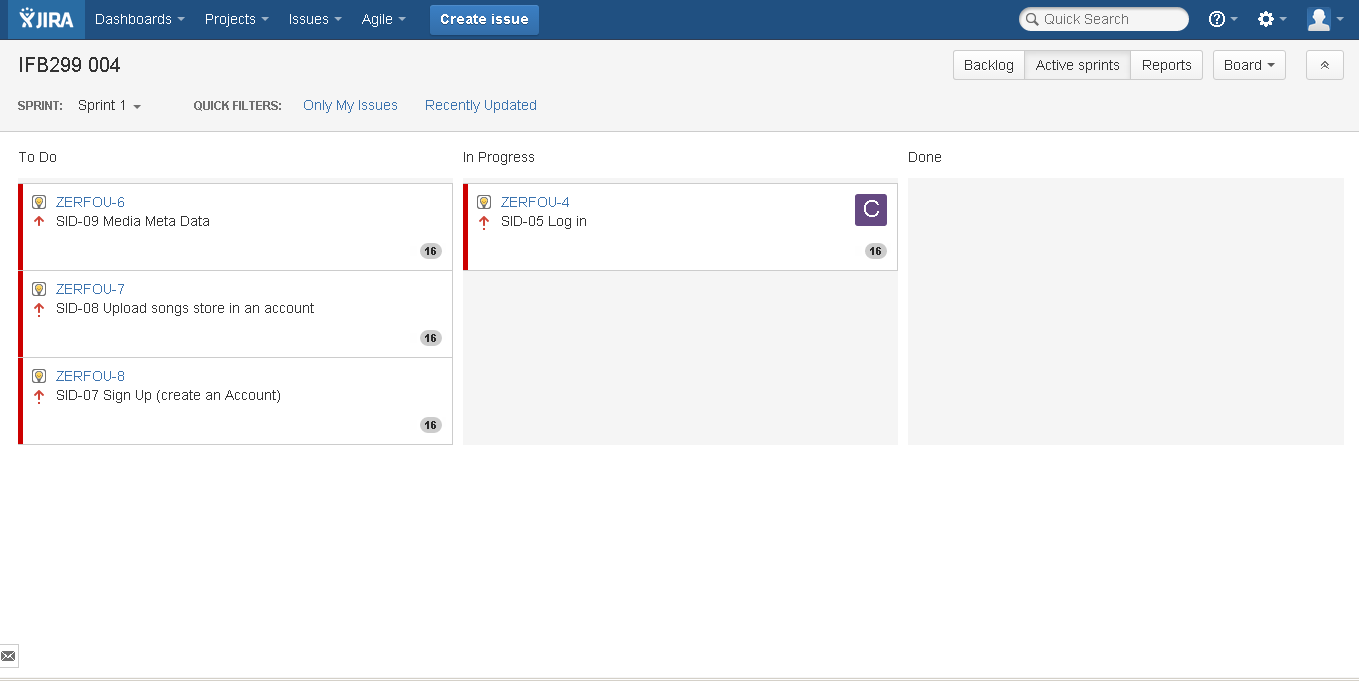 JIRA Dashboards Projects Issues Agile Create issue Quick Search
IFB299 004 Backlog Active sprints Reports Board
SPRINT: Sprint 1 QUICK FILTERS: Only My Issues Recently Updated
To Do In Progress Done
ZERFOU-6
SID-09 Media Meta Data
16
ZERFOU-7
SID-08 Upload songs store in an account
16
ZERFOU-8
SID-07 Sign Up (create an Account)
16
ZERFOU-4
SID-05 Log in
C
16